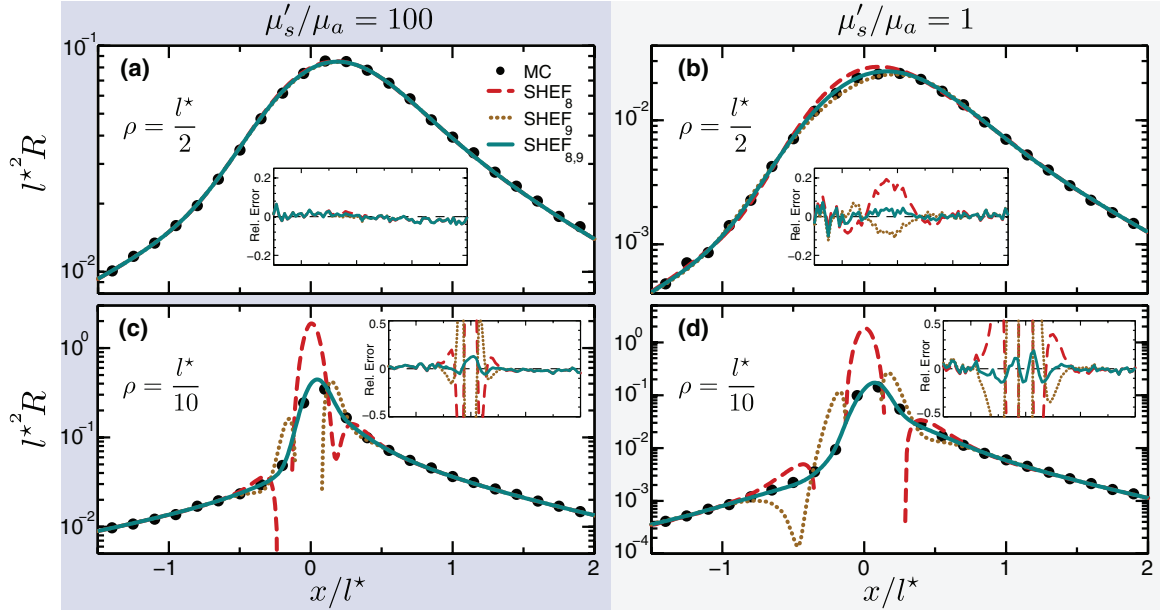 μ′s/μa = 100
μ′s/μa = 1
(a)
MC
SHEF8
SHEF9
SHEF8,9
ρ = l⋆/2
l⋆2R
10−1
10−2
Rel. Error
0.2
0
−0.2
(b)
ρ = l⋆/2
10−2
10−3
Rel. Error
0.2
0
−0.2
(c)
ρ = l⋆/10
l⋆2R
100
10−1
10−2
Rel. Error
0.5
0
−0.5
−1
0
1
2
x/l⋆
(d)
ρ = l⋆/10
100
10−1
10−2
10−3
10−4
Rel. Error
0.5
0
−0.5
−1
0
1
2
x/l⋆